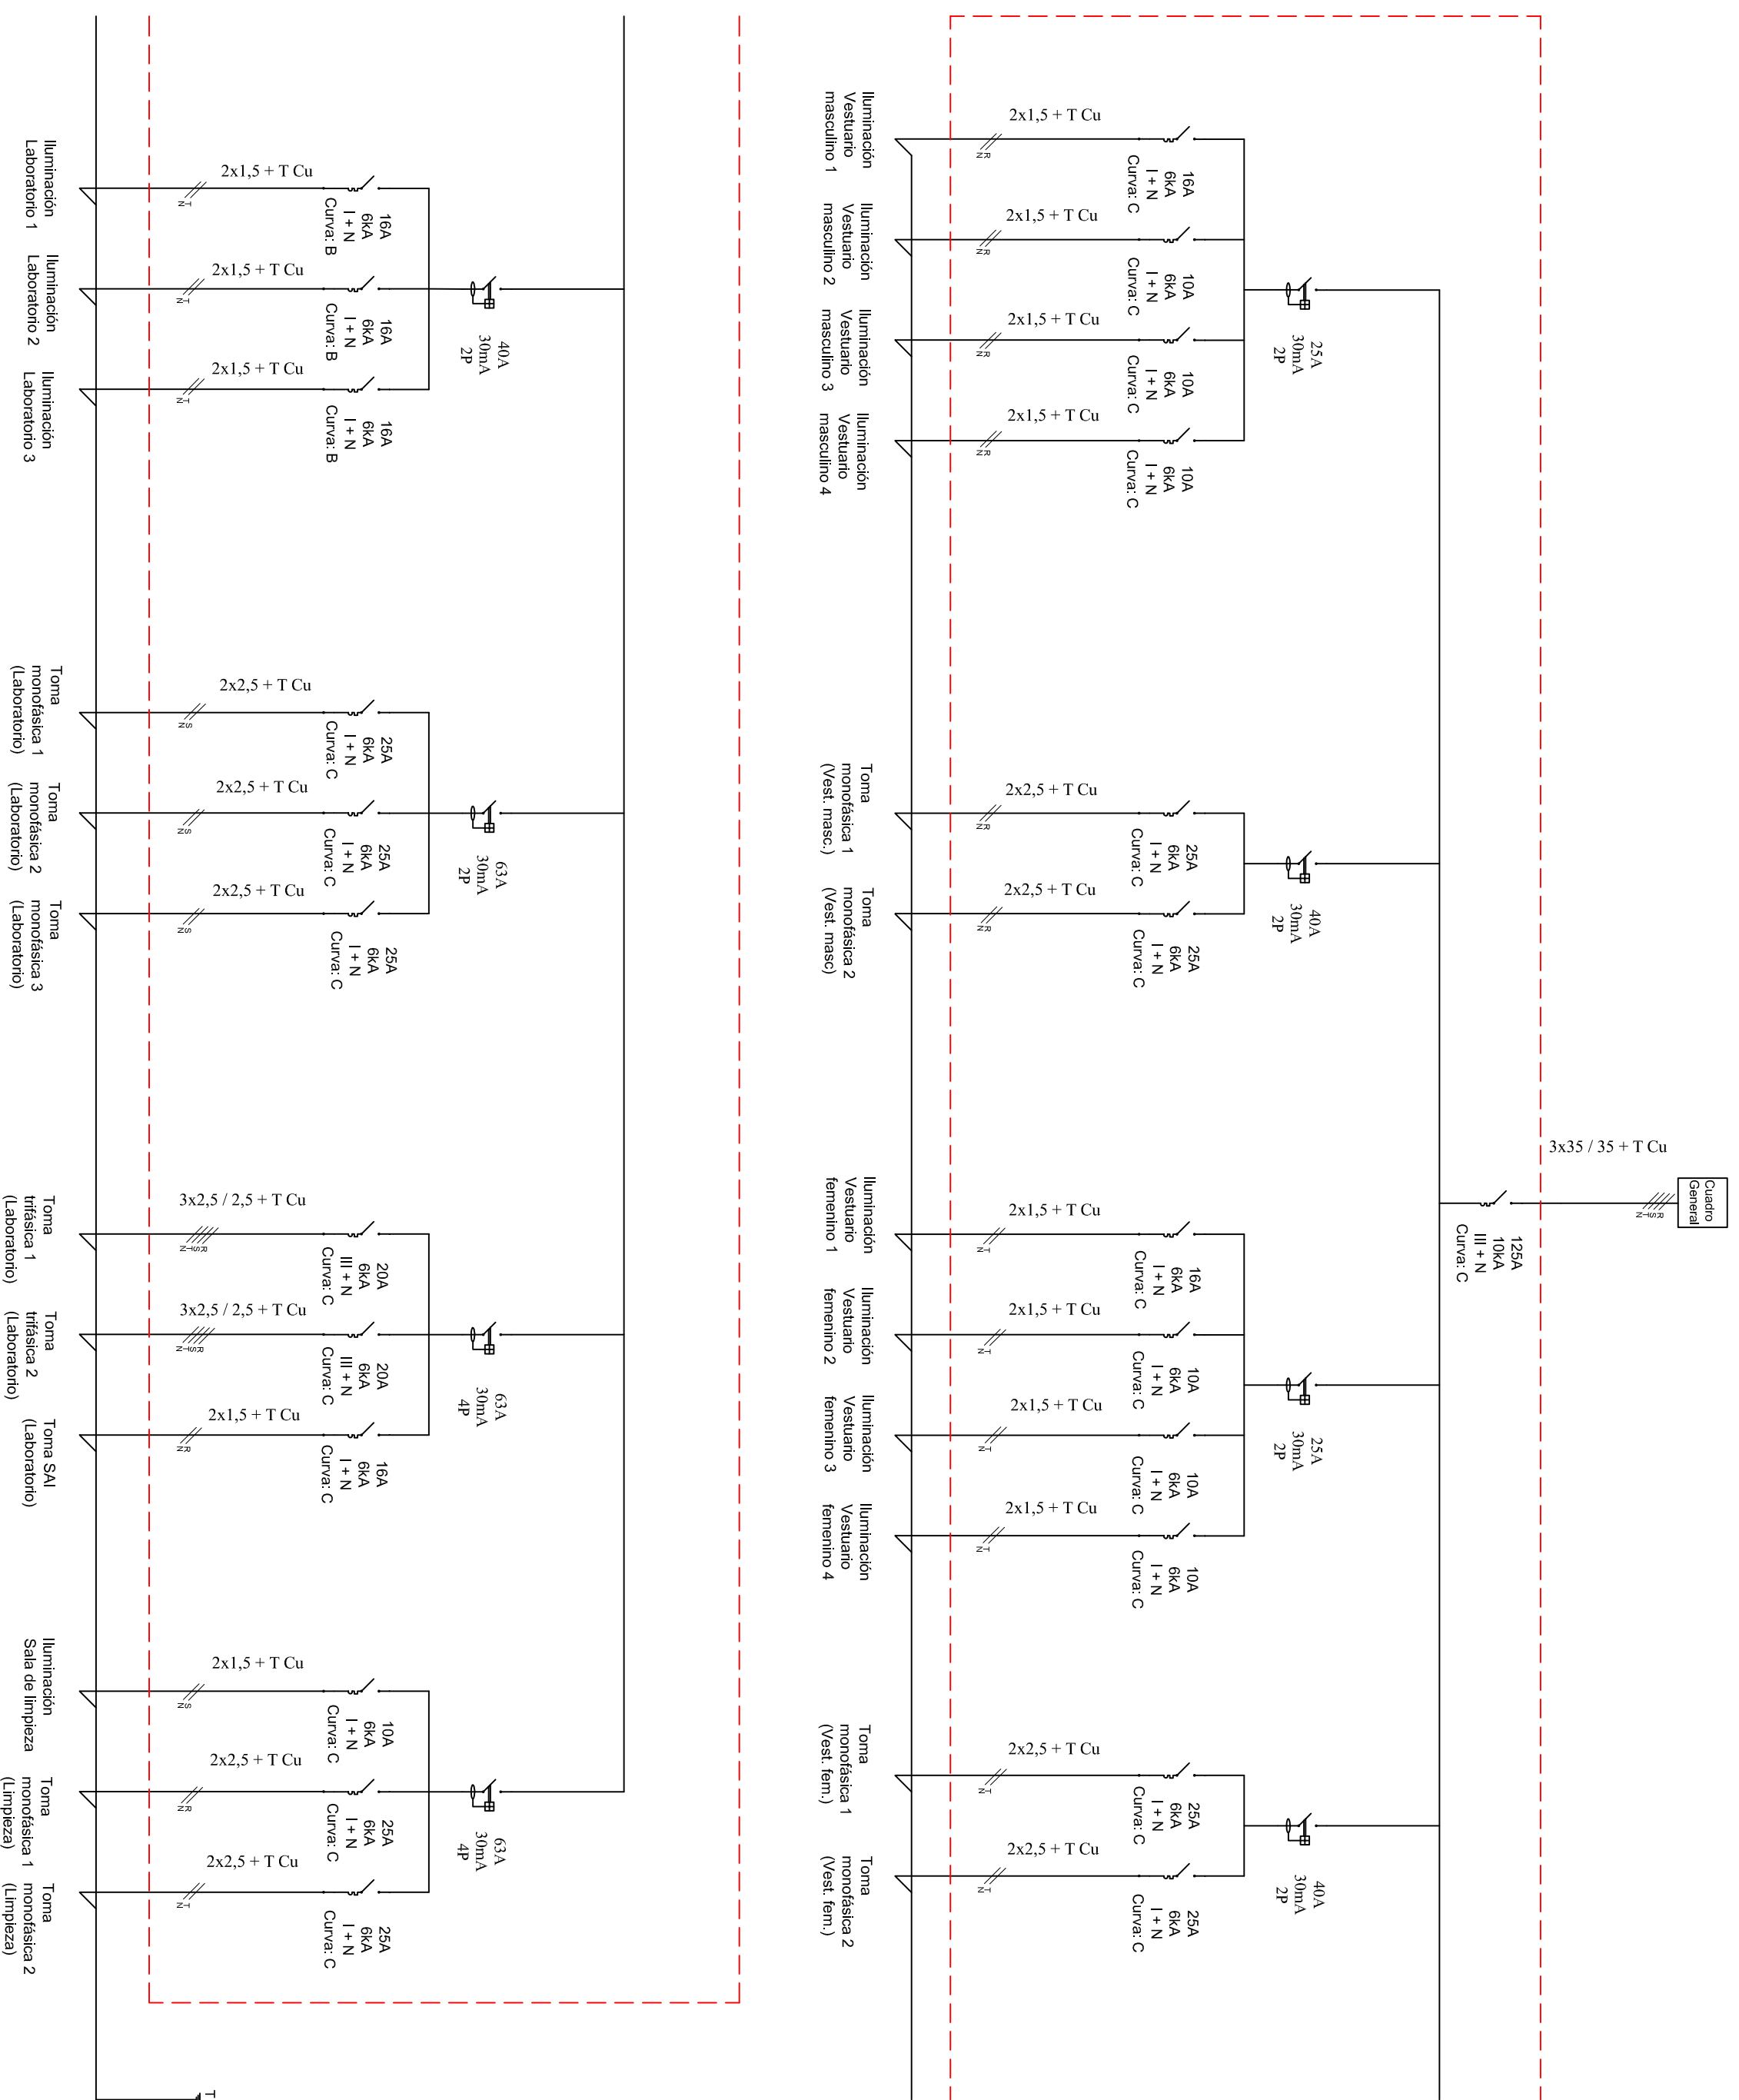 Cuadro
General
3x35 / 35 + T Cu
R
S
T
N
125A
10kA
III + N
Curva: C
25A
30mA
2P
16A
6kA
I + N
Curva: C
2x1,5 + T Cu
R
N
Iluminación
Vestuario
masculino 1
10A
6kA
I + N
Curva: C
2x1,5 + T Cu
R
N
Iluminación
Vestuario
masculino 2
10A
6kA
I + N
Curva: C
2x1,5 + T Cu
R
N
Iluminación
Vestuario
masculino 3
10A
6kA
I + N
Curva: C
2x1,5 + T Cu
R
N
Iluminación
Vestuario
masculino 4
40A
30mA
2P
25A
6kA
I + N
Curva: C
2x2,5 + T Cu
R
N
Toma
monofásica 1
(Vest. masc.)
25A
6kA
I + N
Curva: C
2x2,5 + T Cu
R
N
Toma
monofásica 2
(Vest. masc)
25A
30mA
2P
16A
6kA
I + N
Curva: C
2x1,5 + T Cu
T
N
Iluminación
Vestuario
femenino 1
10A
6kA
I + N
Curva: C
2x1,5 + T Cu
T
N
Iluminación
Vestuario
femenino 2
10A
6kA
I + N
Curva: C
2x1,5 + T Cu
T
N
Iluminación
Vestuario
femenino 3
10A
6kA
I + N
Curva: C
2x1,5 + T Cu
T
N
Iluminación
Vestuario
femenino 4
40A
30mA
2P
25A
6kA
I + N
Curva: C
2x2,5 + T Cu
T
N
Toma
monofásica 1
(Vest. fem.)
25A
6kA
I + N
Curva: C
2x2,5 + T Cu
T
N
Toma
monofásica 2
(Vest. fem.)
40A
30mA
2P
16A
6kA
I + N
Curva: B
2x1,5 + T Cu
T
N
Iluminación
Laboratorio 1
16A
6kA
I + N
Curva: B
2x1,5 + T Cu
T
N
Iluminación
Laboratorio 2
16A
6kA
I + N
Curva: B
2x1,5 + T Cu
T
N
Iluminación
Laboratorio 3
63A
30mA
2P
25A
6kA
I + N
Curva: C
2x2,5 + T Cu
S
N
Toma
monofásica 1
(Laboratorio)
25A
6kA
I + N
Curva: C
2x2,5 + T Cu
S
N
Toma
monofásica 2
(Laboratorio)
25A
6kA
I + N
Curva: C
2x2,5 + T Cu
S
N
Toma
monofásica 3
(Laboratorio)
63A
30mA
4P
20A
6kA
III + N
Curva: C
3x2,5 / 2,5 + T Cu
R
S
T
N
Toma
trifásica 1
(Laboratorio)
20A
6kA
III + N
Curva: C
3x2,5 / 2,5 + T Cu
R
S
T
N
Toma
trifásica 2
(Laboratorio)
16A
6kA
I + N
Curva: C
2x1,5 + T Cu
R
N
Toma SAI
(Laboratorio)
63A
30mA
4P
10A
6kA
I + N
Curva: C
2x1,5 + T Cu
S
N
Iluminación
Sala de limpieza
25A
6kA
I + N
Curva: C
2x2,5 + T Cu
R
N
Toma
monofásica 1
(Limpieza)
25A
6kA
I + N
Curva: C
2x2,5 + T Cu
T
N
Toma
monofásica 2
(Limpieza)
T